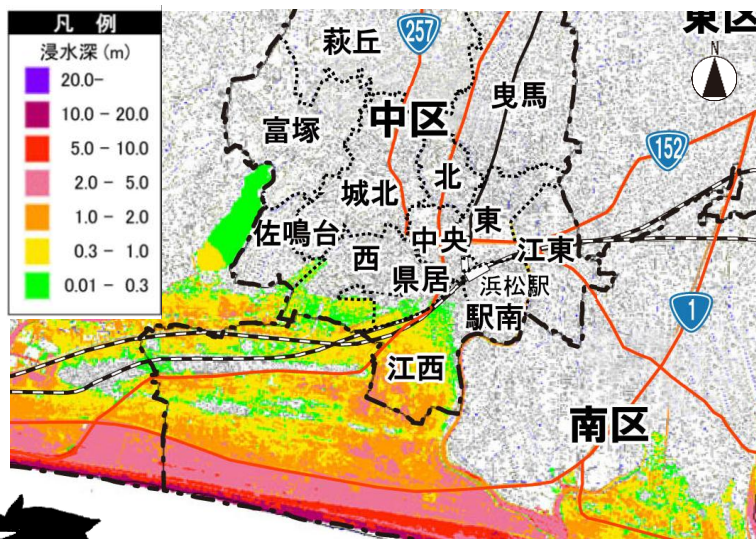 凡 例
浸水深 (m)
20.0-
10.0 - 20.0
5.0 - 10.0
2.0 - 5.0
1.0 - 2.0
0.3 - 1.0
0.01 - 0.3
東区
N
萩丘
257
曳馬
中区
富塚
152
北
城北
佐鳴台
東
中央
江東
西
県居
浜松駅
1
駅南
江西
南区